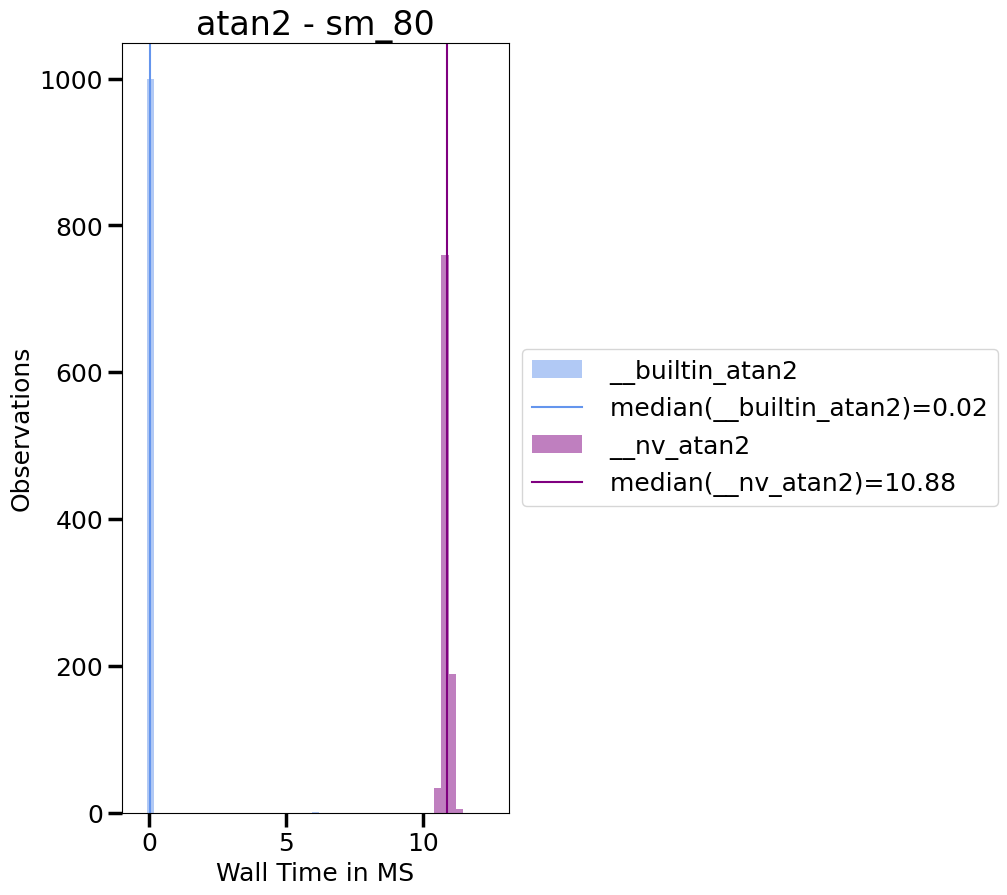 atan2 - sm_80
1000
800
600
400
200
0
Observations
0 5 10
Wall Time in MS
__builtin_atan2
median(__builtin_atan2)=0.02
__nv_atan2
median(__nv_atan2)=10.88